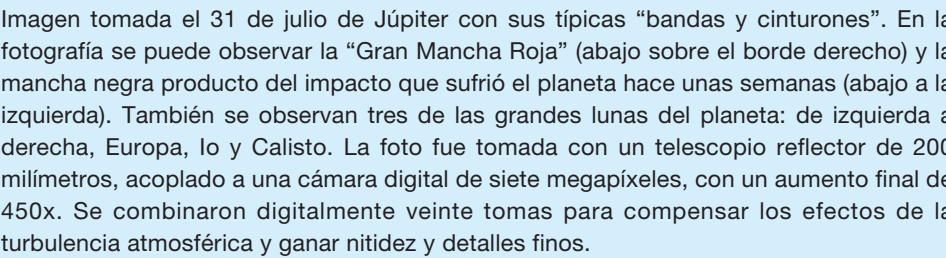 Imagen tomada el 31 de julio de Júpiter con sus típicas “bandas y cinturones”. En la
fotografía se puede observar la “Gran Mancha Roja” (abajo sobre el borde derecho) y la
mancha negra producto del impacto que sufrió el planeta hace unas semanas (abajo a la
izquierda). También se observan tres de las grandes lunas del planeta: de izquierda a
derecha, Europa, Io y Calisto. La foto fue tomada con un telescopio reflector de 200
milímetros, acoplado a una cámara digital de siete megapíxeles, con un aumento final de
450x. Se combinaron digitalmente veinte tomas para compensar los efectos de la
turbulencia atmosférica y ganar nitidez y detalles finos.